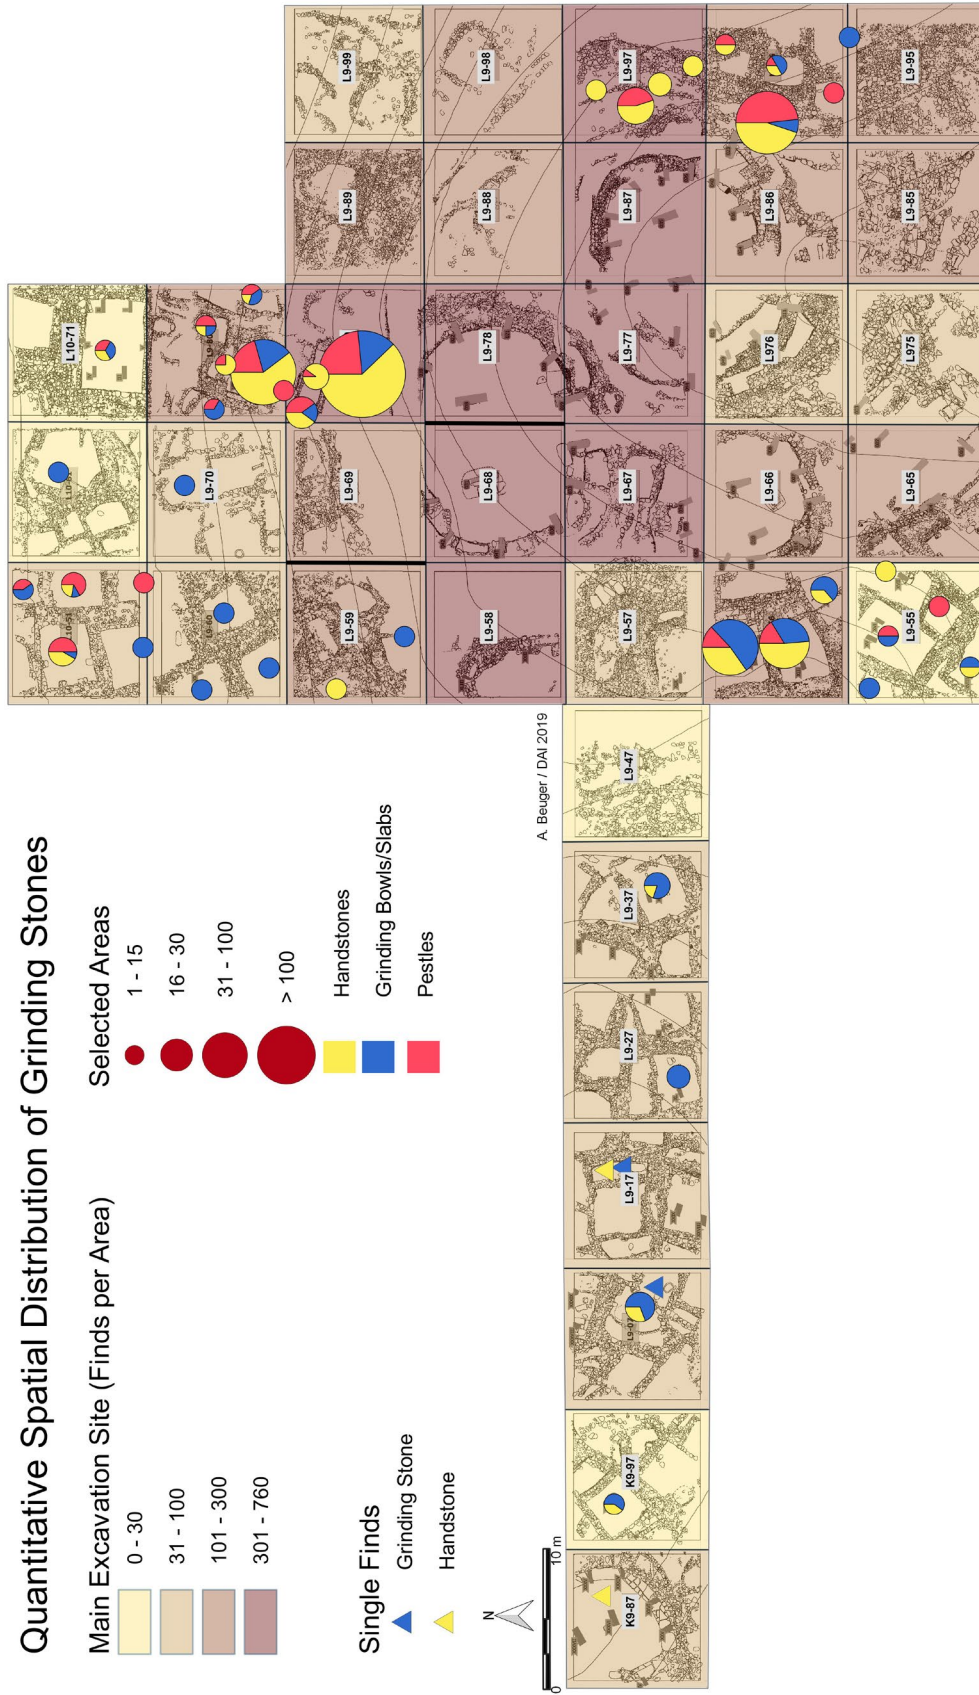 Quantitative Spatial Distribution of Grinding Stones
Main Excavation Site (Finds per Area)
0 - 30
31 - 100
101 - 300
301 - 760
Selected Areas
1 - 15
16 - 30
31 - 100
> 100
Handstones
Grinding Bowls/Slabs
Pestles
Single Finds
Grinding Stone
Handstone
N
0
10 m
A. Beuger / DAI 2019
L10-71
L9-70
L9-99
L9-89
L9-69
L9-59
L9-98
L9-88
L9-78
L9-68
L9-58
L9-97
L9-87
L9-77
L9-67
L9-57
L9-47
L9-37
L9-27
L9-17
L9-07
K9-97
K9-87
L9-86
L976
L9-66
L9-95
L9-85
L975
L9-65
L9-55